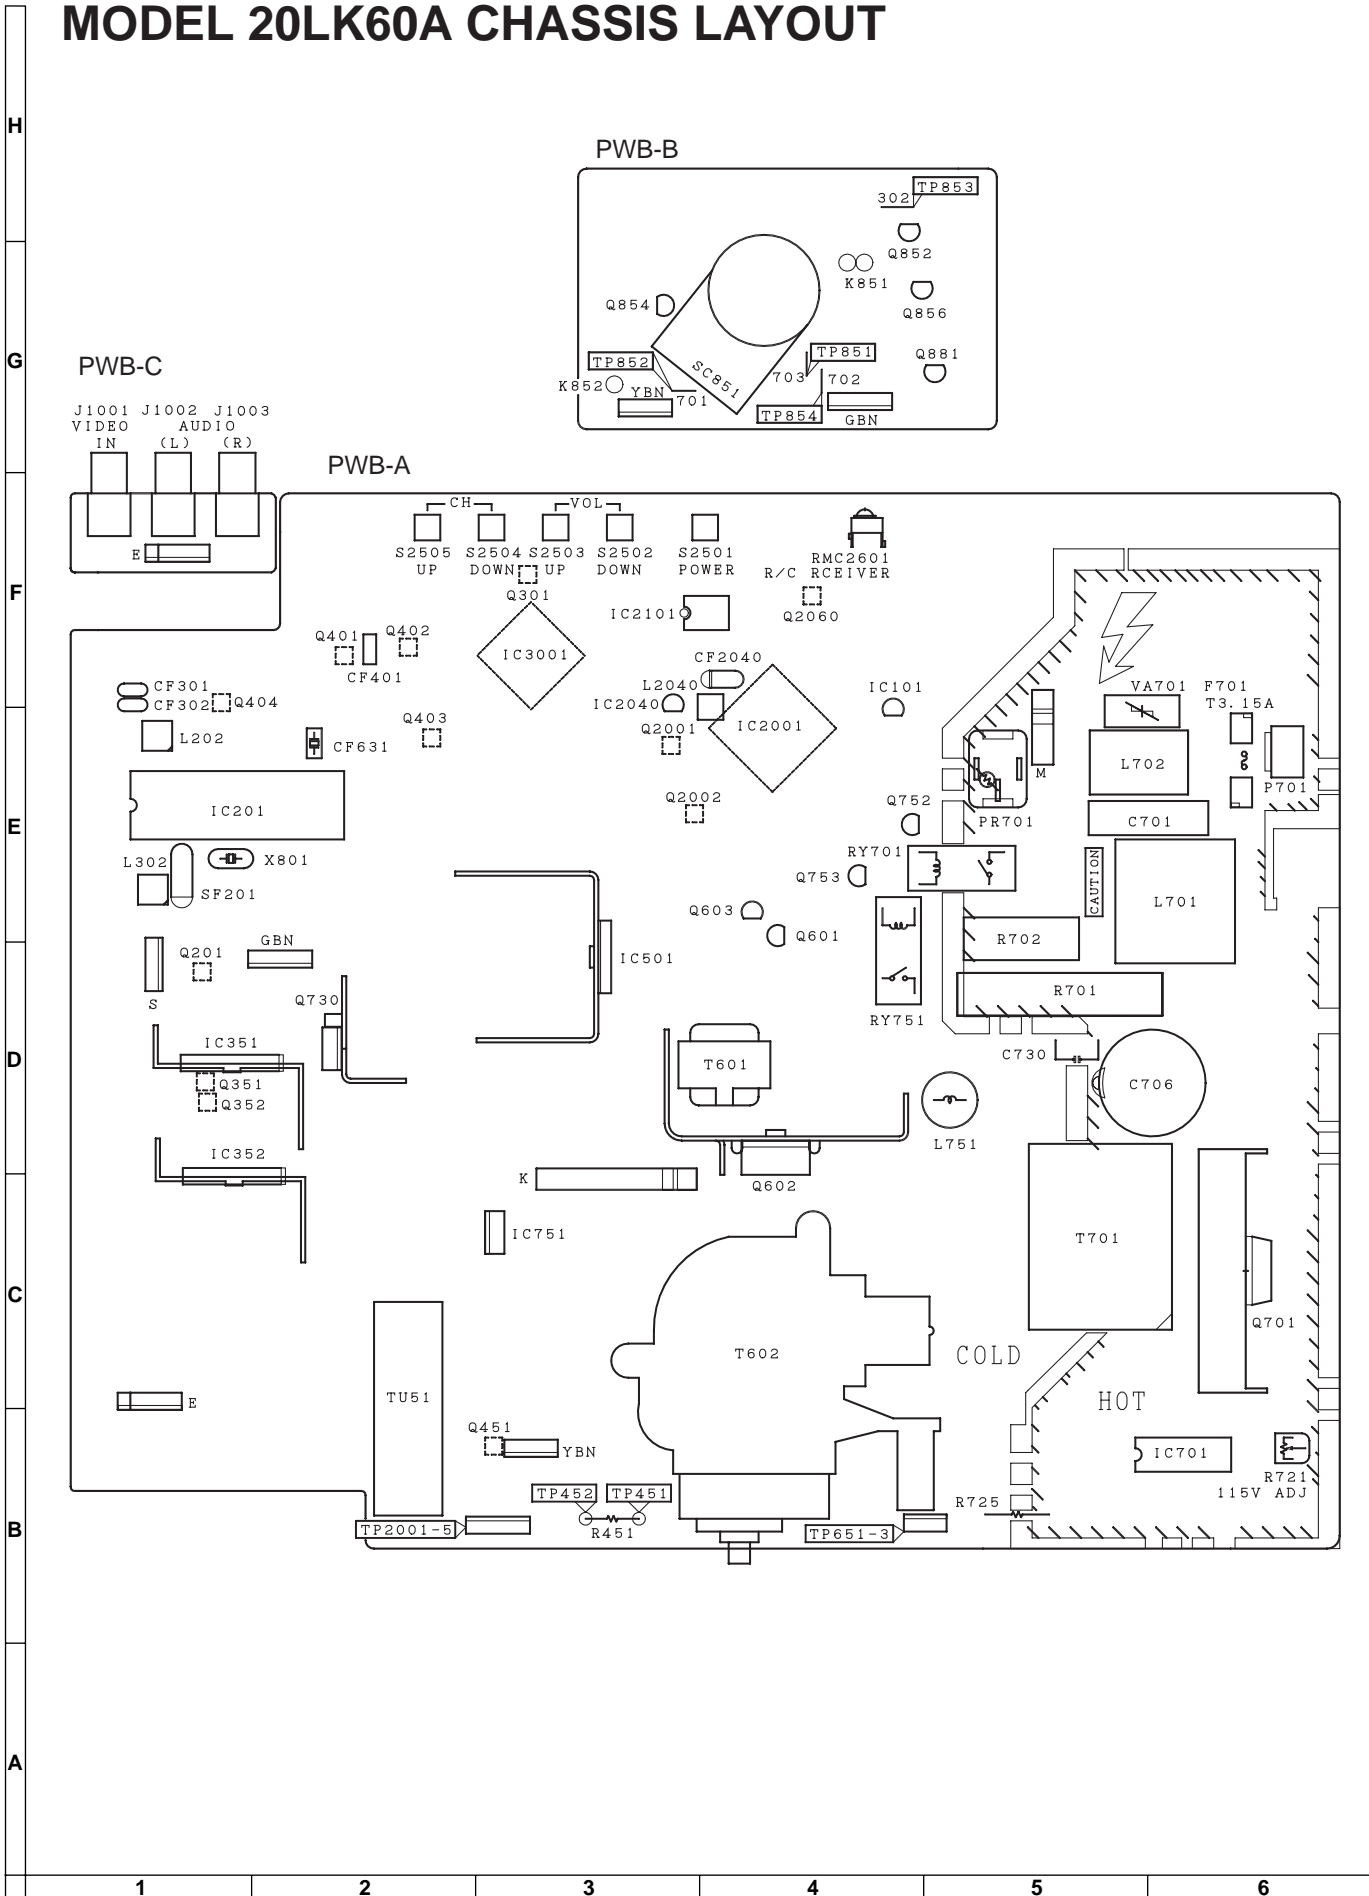 MODEL 20LK60A CHASSIS LAYOUT
H
PWB-B
TP853
302
Q852
K851
Q854
Q856
G
PWB-C
TP852
TP851
Q881
SC851
703
702
K852
YBN
701
TP854
GBN
J1001 J1002 J1003
VIDEO AUDIO
IN (L) (R)
PWB-A
CH
VOL
E
S2505 S2504 S2503 S2502 S2501
UP DOWN UP DOWN POWER
RMC2601
R/C RCEIVER
F
Q301
IC2101
Q2060
Q401
Q402
IC3001
CF401
CF2040
CF301
L2040
IC101
VA701
F701
T3.15A
CF302
Q404
IC2040
Q403
Q2001
IC2001
L202
CF631
L702
M
P701
Q2002
Q752
IC201
PR701
C701
E
L302
X801
RY701
Q753
CAUTION
SF201
L701
Q603
Q601
R702
Q201
GBN
IC501
S
Q730
R701
RY751
IC351
C730
D
T601
Q351
C706
Q352
L751
IC352
K
Q602
IC751
T701
C
Q701
T602
COLD
TU51
HOT
E
Q451
YBN
IC701
R721
115V ADJ
TP452
TP451
R725
B
TP2001-5
R451
TP651-3
A
1 2 3 4 5 6